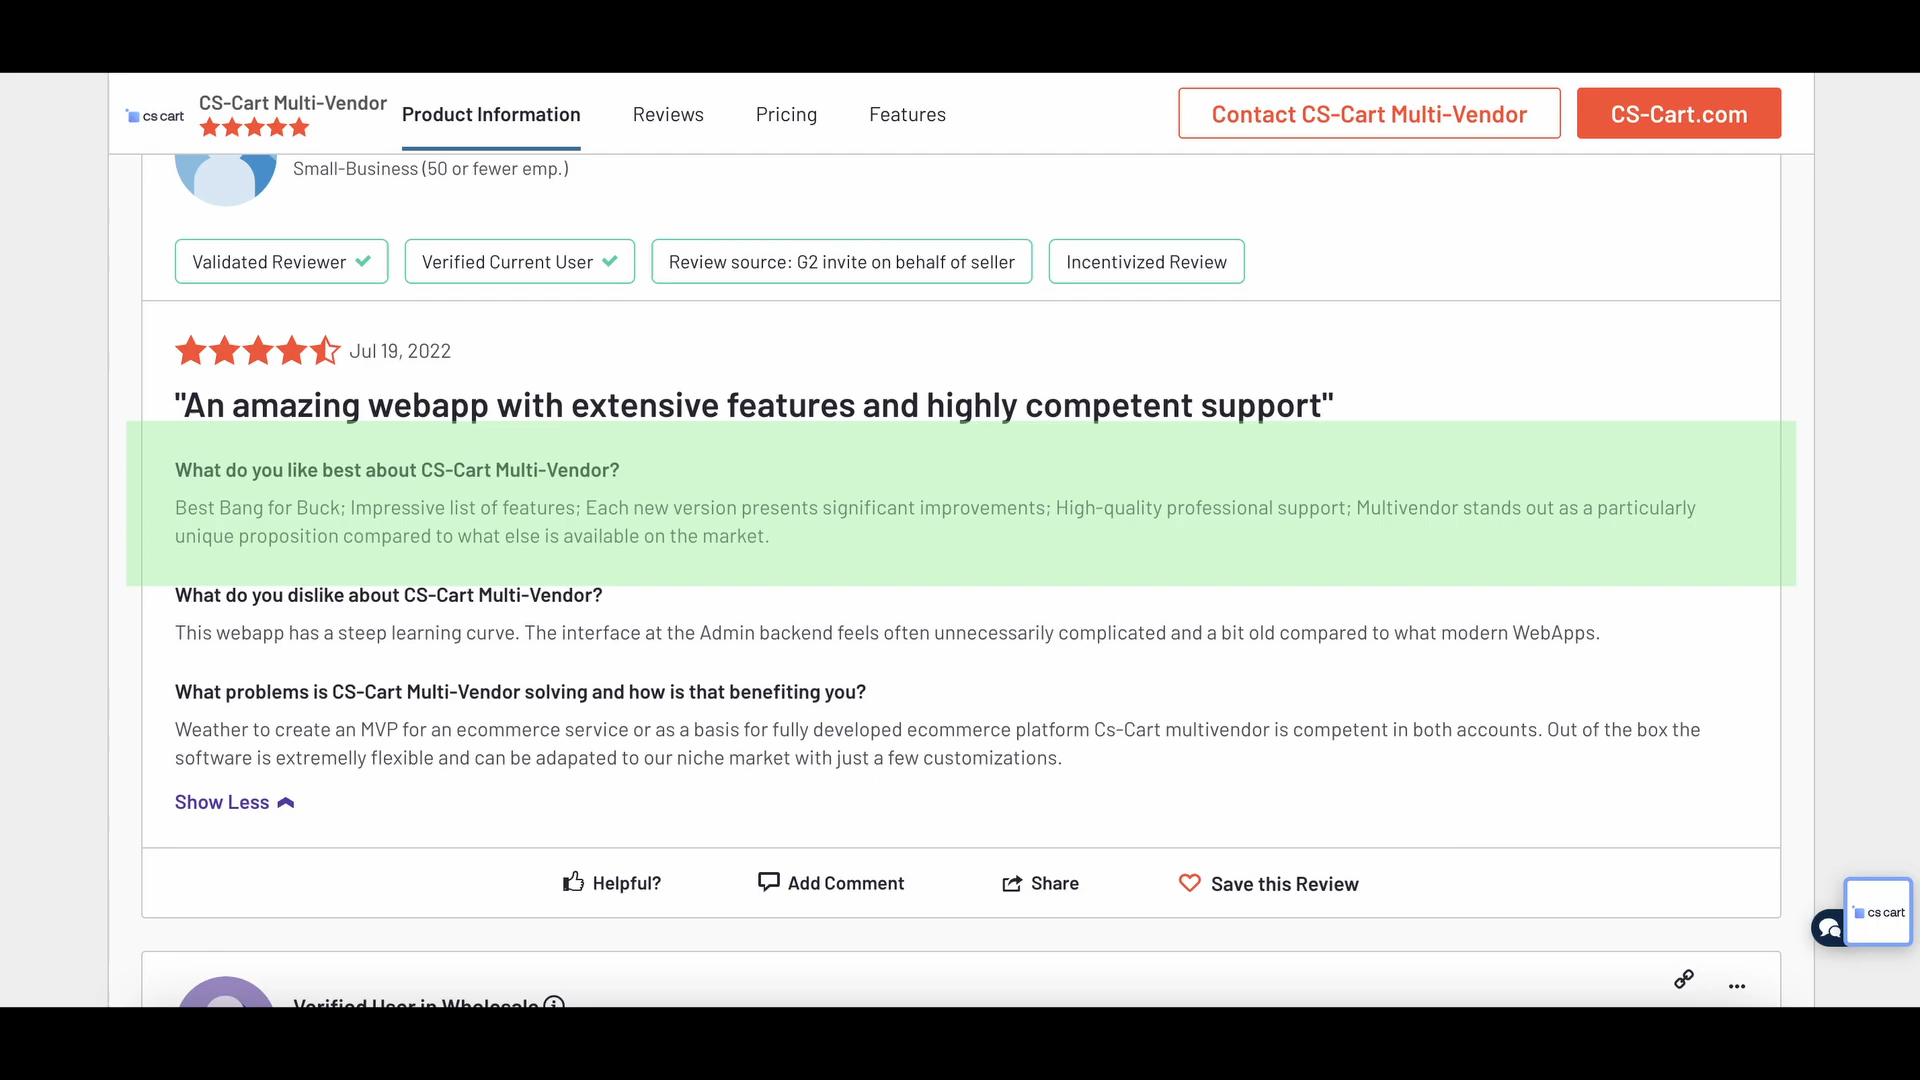 cs cart
CS-Cart Multi-Vendor
Product Information
Reviews
Pricing
Features
Contact CS-Cart Multi-Vendor
CS-Cart.com
Small-Business (50 or fewer emp.)
Validated Reviewer
Verified Current User
Review source: G2 invite on behalf of seller
Incentivized Review
Jul 19, 2022
"An amazing webapp with extensive features and highly competent support"
What do you like best about CS-Cart Multi-Vendor?
Best Bang for Buck; Impressive list of features; Each new version presents significant improvements; High-quality professional support; Multivendor stands out as a particularly
unique proposition compared to what else is available on the market.
What do you dislike about CS-Cart Multi-Vendor?
This webapp has a steep learning curve. The interface at the Admin backend feels often unnecessarily complicated and a bit old compared to what modern WebApps.
What problems is CS-Cart Multi-Vendor solving and how is that benefiting you?
Weather to create an MVP for an ecommerce service or as a basis for fully developed ecommerce platform Cs-Cart multivendor is competent in both accounts. Out of the box the
software is extremelly flexible and can be adapated to our niche market with just a few customizations.
Show Less
Helpful?
Add Comment
Share
Save this Review
cs cart
Verified User in Wholesale